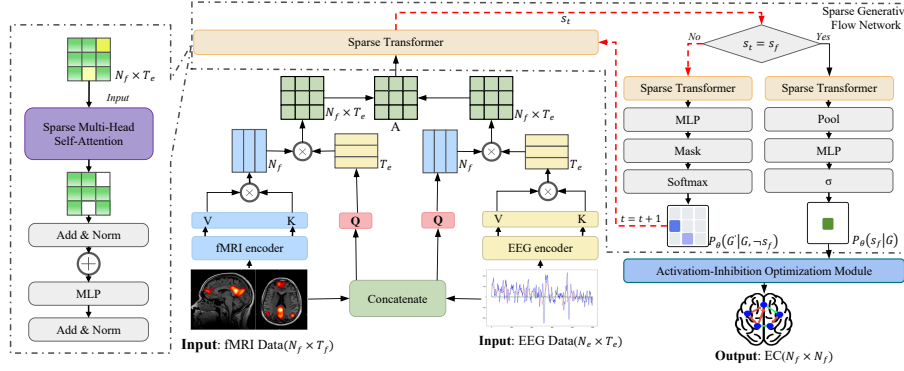 N_f × T_e
Input
Sparse Multi-Head
Self-Attention
Add & Norm
MLP
Add & Norm
Sparse Transformer
s_t
Sparse Generative
Flow Network
No
s_t = s_f
Yes
N_f × T_e
A
N_f × T_e
N_f
T_e
N_f
T_e
V
K
Q
Q
V
K
fMRI encoder
EEG encoder
Concatenate
Input: fMRI Data(N_f × T_f)
Input: EEG Data(N_e × T_e)
Sparse Transformer
MLP
Mask
Softmax
t = t + 1
P_θ(G'|G, ¬s_f)
Sparse Transformer
Pool
MLP
σ
P_θ(s_f|G)
Activatiom-Inhibition Optimizatiom Module
Output: EC(N_f × N_f)